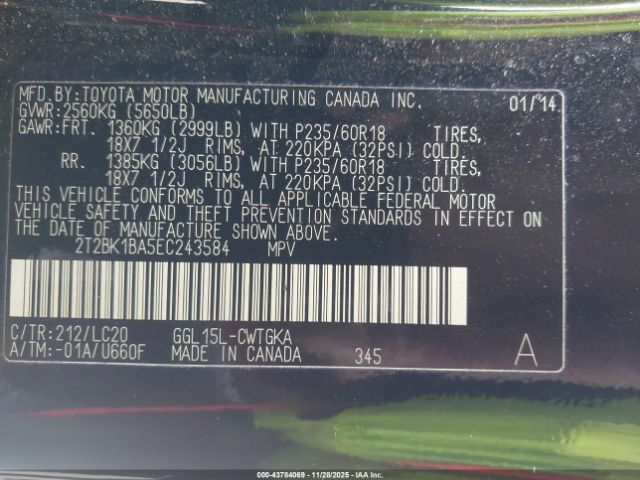 MFD. BY: TOYOTA MOTOR MANUFACTURING CANADA INC. 01/14
GVWR: 2560KG (5650LB)
GAWR: FRT. 1360KG (2999LB) WITH P235/60R18 TIRES,
18X7 1/2J RIMS, AT 220KPA (32PSI) COLD.
RR. 1385KG (3056LB) WITH P235/60R18 TIRES,
18X7 1/2J RIMS, AT 220KPA (32PSI) COLD.
THIS VEHICLE CONFORMS TO ALL APPLICABLE FEDERAL MOTOR
VEHICLE SAFETY AND THEFT PREVENTION STANDARDS IN EFFECT ON
THE DATE OF MANUFACTURE SHOWN ABOVE.
2T2BK1BA5EC243584 MPV
C/TR: 212/LC20 GGL15L-CWTGKA
A/TM: -01A/U660F MADE IN CANADA 345 A
000-43784069 - 11/28/2025 - IAA Inc.